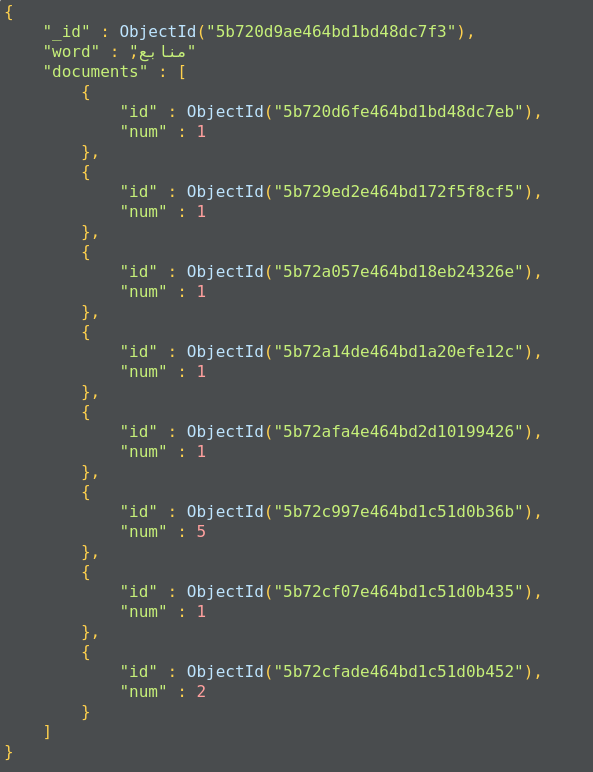 {
    "_id" : ObjectId("5b720d9ae464bd1bd48dc7f3"),
    "word" : "منابع",
    "documents" : [
        {
            "id" : ObjectId("5b720d6fe464bd1bd48dc7eb"),
            "num" : 1
        },
        {
            "id" : ObjectId("5b729ed2e464bd172f5f8cf5"),
            "num" : 1
        },
        {
            "id" : ObjectId("5b72a057e464bd18eb24326e"),
            "num" : 1
        },
        {
            "id" : ObjectId("5b72a14de464bd1a20efe12c"),
            "num" : 1
        },
        {
            "id" : ObjectId("5b72afa4e464bd2d10199426"),
            "num" : 1
        },
        {
            "id" : ObjectId("5b72c997e464bd1c51d0b36b"),
            "num" : 5
        },
        {
            "id" : ObjectId("5b72cf07e464bd1c51d0b435"),
            "num" : 1
        },
        {
            "id" : ObjectId("5b72cfade464bd1c51d0b452"),
            "num" : 2
        }
    ]
}